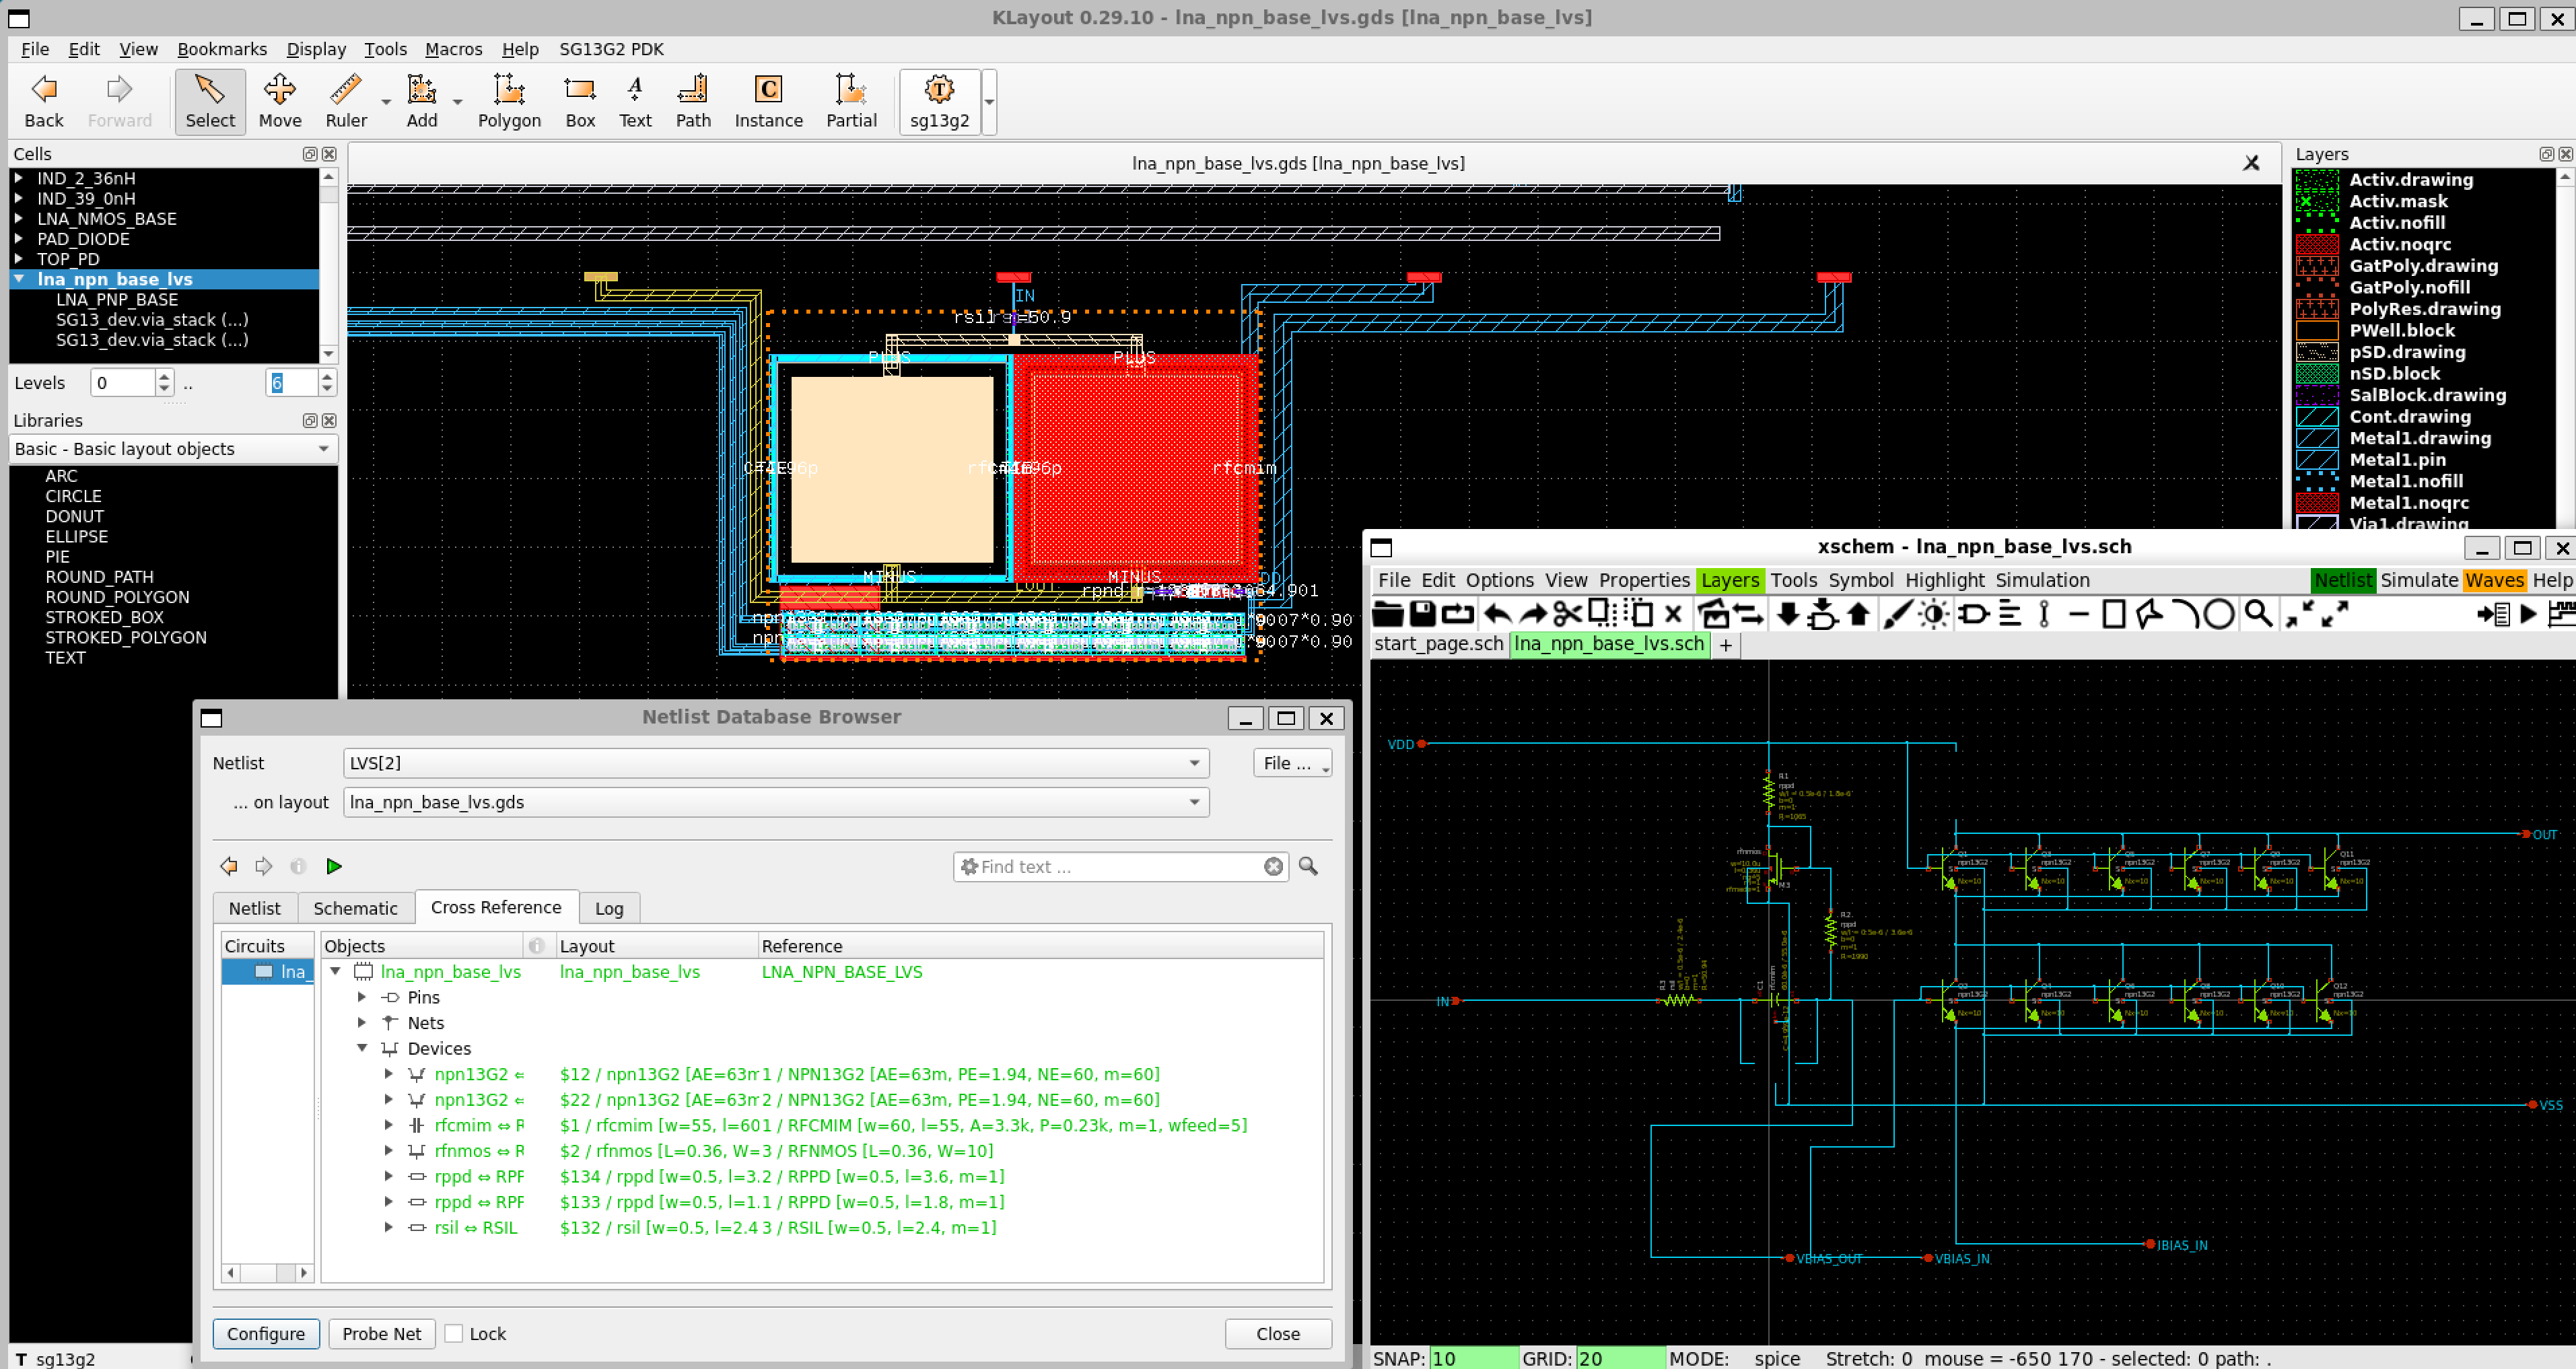 KLayout 0.29.10 - lna_npn_base_lvs.gds [lna_npn_base_lvs]
File Edit View Bookmarks Display Tools Macros Help SG13G2 PDK
Back Forward Select Move Ruler Add Polygon Box Text Path Instance Partial sg13g2
Cells
IND_2_36nH
IND_39_0nH
LNA_NMOS_BASE
PAD_DIODE
TOP_PD
lna_npn_base_lvs
LNA_PNP_BASE
SG13_dev.via_stack (...)
SG13_dev.via_stack (...)
Levels 0 .. 6
Libraries
Basic - Basic layout objects
ARC
CIRCLE
DONUT
ELLIPSE
PIE
ROUND_PATH
ROUND_POLYGON
STROKED_BOX
STROKED_POLYGON
TEXT
T sg13g2
lna_npn_base_lvs.gds [lna_npn_base_lvs]
IN
PLUS PLUS
rfcmim
MINUS MINUS
Layers
Activ.drawing
Activ.mask
Activ.nofill
Activ.noqrc
GatPoly.drawing
GatPoly.nofill
PolyRes.drawing
PWell.block
pSD.drawing
nSD.block
SalBlock.drawing
Cont.drawing
Metal1.drawing
Metal1.pin
Metal1.nofill
Metal1.noqrc
Via1.drawing
Netlist Database Browser
Netlist LVS[2] File ...
... on layout lna_npn_base_lvs.gds
Find text ...
Netlist Schematic Cross Reference Log
Circuits Objects Layout Reference
lna_
lna_npn_base_lvs lna_npn_base_lvs LNA_NPN_BASE_LVS
Pins
Nets
Devices
npn13G2 ⇔ $12 / npn13G2 [AE=63m 1 / NPN13G2 [AE=63m, PE=1.94, NE=60, m=60]
npn13G2 ⇔ $22 / npn13G2 [AE=63m 2 / NPN13G2 [AE=63m, PE=1.94, NE=60, m=60]
rfcmim ⇔ R $1 / rfcmim [w=55, l=60 1 / RFCMIM [w=60, l=55, A=3.3k, P=0.23k, m=1, wfeed=5]
rfnmos ⇔ R $2 / rfnmos [L=0.36, W= 3 / RFNMOS [L=0.36, W=10]
rppd ⇔ RPP $134 / rppd [w=0.5, l=3. 2 / RPPD [w=0.5, l=3.6, m=1]
rppd ⇔ RPP $133 / rppd [w=0.5, l=1. 1 / RPPD [w=0.5, l=1.8, m=1]
rsil ⇔ RSIL $132 / rsil [w=0.5, l=2.4 3 / RSIL [w=0.5, l=2.4, m=1]
Configure Probe Net Lock Close
xschem - lna_npn_base_lvs.sch
File Edit Options View Properties Layers Tools Symbol Highlight Simulation Netlist Simulate Waves Help
start_page.sch lna_npn_base_lvs.sch +
VDD
R1
rppd
R=1065
OUT
rfnmos
M3
R2
rppd
R=1990
IN
VSS
VBIAS_OUT VBIAS_IN IBIAS_IN
SNAP: 10 GRID: 20 MODE: spice Stretch: 0 mouse = -650 170 - selected: 0 path: .